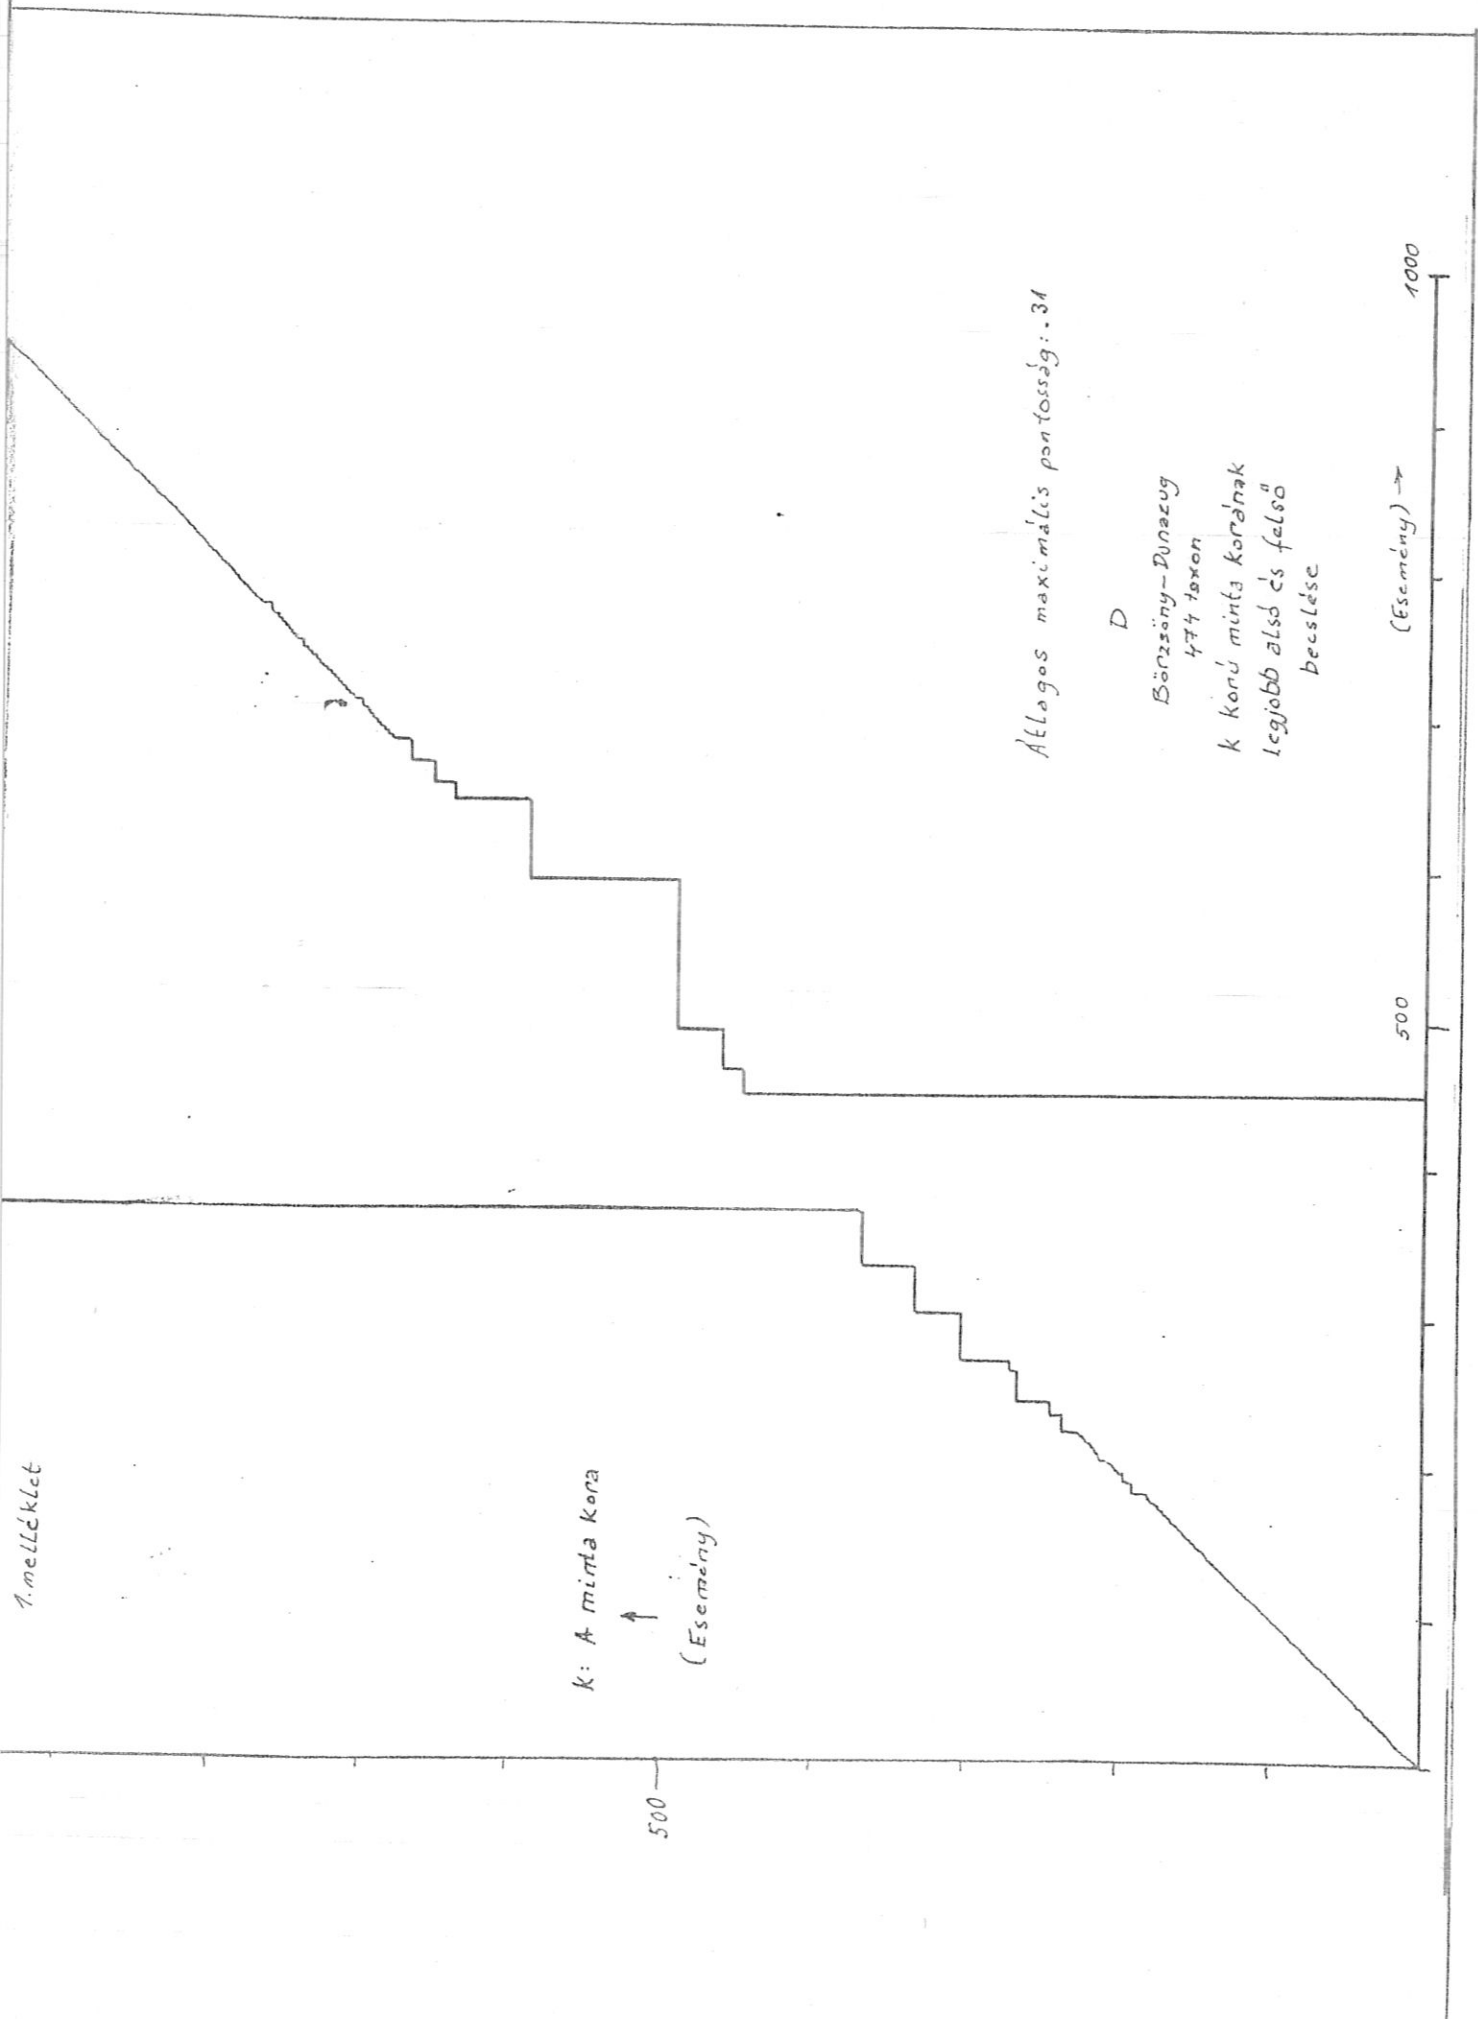 1. melléklet
k: A minta kora
(Esemény)
500
Átlagos maximális pontosság: .31
D
Börzsöny-Dunazug
474 taxon
k korú minta korának
legjobb alsó és felső
becslése
(Esemény) →
500
1000